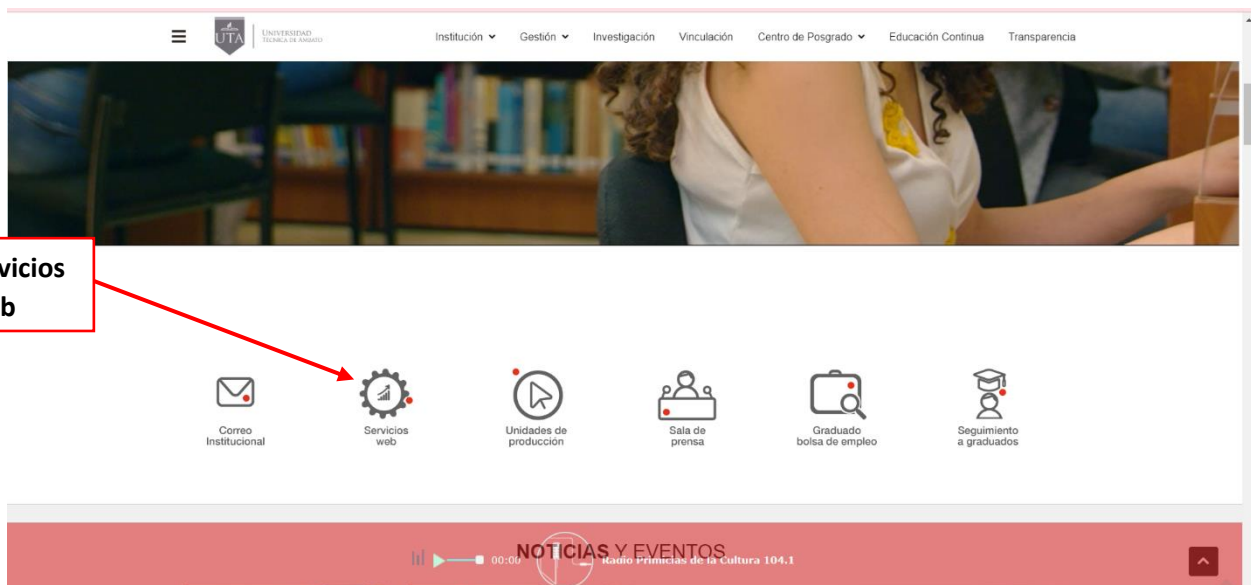 UTA
UNIVERSIDAD
TÉCNICA DE AMBATO
Institución Gestión Investigación Vinculación Centro de Posgrado Educación Continua Transparencia
vicios
b
Correo
Institucional
Servicios
web
Unidades de
producción
Sala de
prensa
Graduado
bolsa de empleo
Seguimiento
a graduados
NOTICIAS Y EVENTOS
00:00
Radio Primicias de la Cultura 104.1